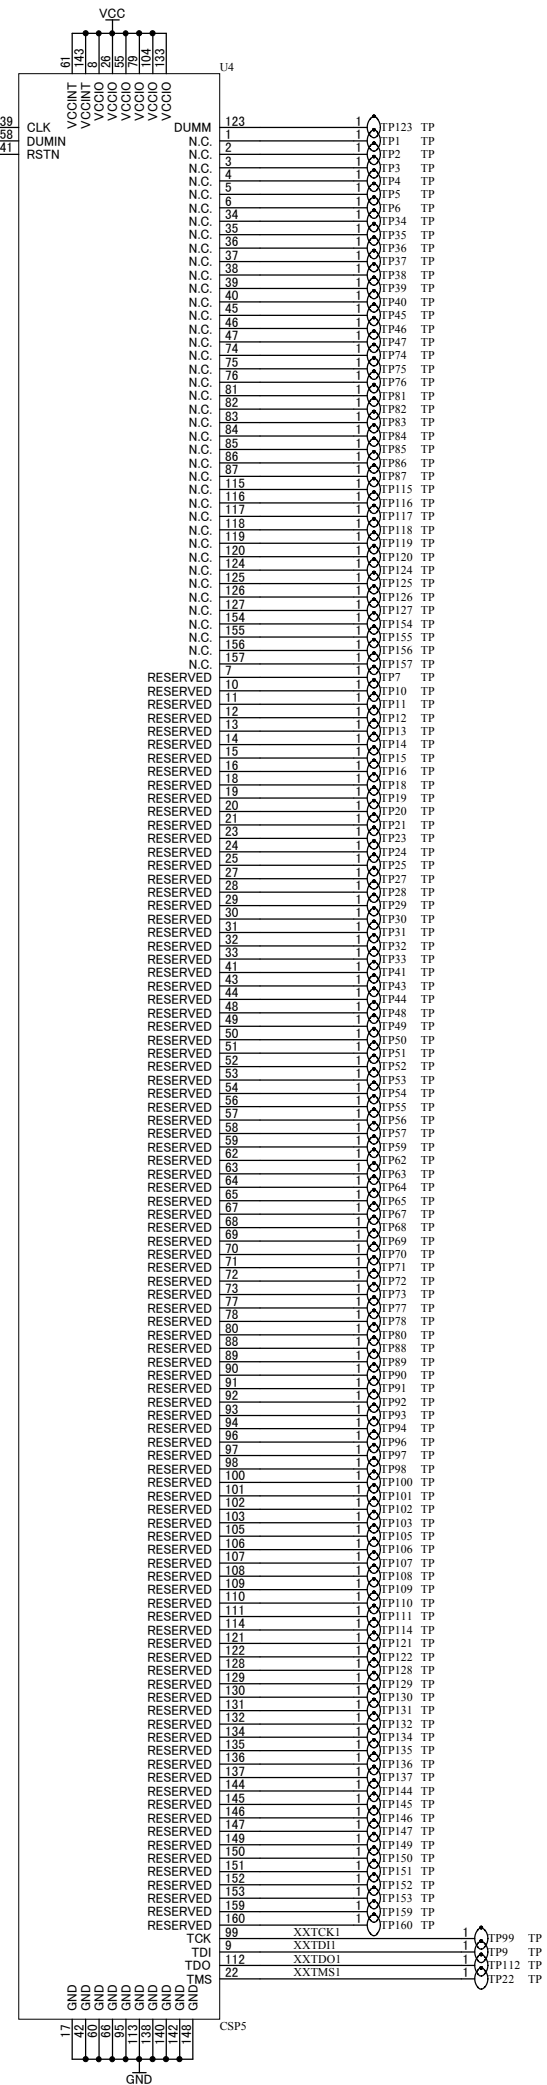 VCC
61 143 8 26 55 79 104 133
U4
VCCINT VCCINT VCCIO VCCIO VCCIO VCCIO VCCIO VCCIO
39 CLK
58 DUMIN
41 RSTN
DUMM 123 1 TP123 TP
N.C. 1 1 TP1 TP
N.C. 2 1 TP2 TP
N.C. 3 1 TP3 TP
N.C. 4 1 TP4 TP
N.C. 5 1 TP5 TP
N.C. 6 1 TP6 TP
N.C. 34 1 TP34 TP
N.C. 35 1 TP35 TP
N.C. 36 1 TP36 TP
N.C. 37 1 TP37 TP
N.C. 38 1 TP38 TP
N.C. 39 1 TP39 TP
N.C. 40 1 TP40 TP
N.C. 45 1 TP45 TP
N.C. 46 1 TP46 TP
N.C. 47 1 TP47 TP
N.C. 74 1 TP74 TP
N.C. 75 1 TP75 TP
N.C. 76 1 TP76 TP
N.C. 81 1 TP81 TP
N.C. 82 1 TP82 TP
N.C. 83 1 TP83 TP
N.C. 84 1 TP84 TP
N.C. 85 1 TP85 TP
N.C. 86 1 TP86 TP
N.C. 87 1 TP87 TP
N.C. 115 1 TP115 TP
N.C. 116 1 TP116 TP
N.C. 117 1 TP117 TP
N.C. 118 1 TP118 TP
N.C. 119 1 TP119 TP
N.C. 120 1 TP120 TP
N.C. 124 1 TP124 TP
N.C. 125 1 TP125 TP
N.C. 126 1 TP126 TP
N.C. 127 1 TP127 TP
N.C. 154 1 TP154 TP
N.C. 155 1 TP155 TP
N.C. 156 1 TP156 TP
N.C. 157 1 TP157 TP
RESERVED 7 1 TP7 TP
RESERVED 10 1 TP10 TP
RESERVED 11 1 TP11 TP
RESERVED 12 1 TP12 TP
RESERVED 13 1 TP13 TP
RESERVED 14 1 TP14 TP
RESERVED 15 1 TP15 TP
RESERVED 16 1 TP16 TP
RESERVED 18 1 TP18 TP
RESERVED 19 1 TP19 TP
RESERVED 20 1 TP20 TP
RESERVED 21 1 TP21 TP
RESERVED 23 1 TP23 TP
RESERVED 24 1 TP24 TP
RESERVED 25 1 TP25 TP
RESERVED 27 1 TP27 TP
RESERVED 28 1 TP28 TP
RESERVED 29 1 TP29 TP
RESERVED 30 1 TP30 TP
RESERVED 31 1 TP31 TP
RESERVED 32 1 TP32 TP
RESERVED 33 1 TP33 TP
RESERVED 41 1 TP41 TP
RESERVED 43 1 TP43 TP
RESERVED 44 1 TP44 TP
RESERVED 48 1 TP48 TP
RESERVED 49 1 TP49 TP
RESERVED 50 1 TP50 TP
RESERVED 51 1 TP51 TP
RESERVED 52 1 TP52 TP
RESERVED 53 1 TP53 TP
RESERVED 54 1 TP54 TP
RESERVED 56 1 TP55 TP
RESERVED 57 1 TP56 TP
RESERVED 58 1 TP57 TP
RESERVED 59 1 TP59 TP
RESERVED 62 1 TP62 TP
RESERVED 63 1 TP63 TP
RESERVED 64 1 TP64 TP
RESERVED 65 1 TP65 TP
RESERVED 67 1 TP67 TP
RESERVED 68 1 TP68 TP
RESERVED 69 1 TP69 TP
RESERVED 70 1 TP70 TP
RESERVED 71 1 TP71 TP
RESERVED 72 1 TP72 TP
RESERVED 73 1 TP73 TP
RESERVED 77 1 TP77 TP
RESERVED 78 1 TP78 TP
RESERVED 80 1 TP80 TP
RESERVED 88 1 TP88 TP
RESERVED 89 1 TP89 TP
RESERVED 90 1 TP90 TP
RESERVED 91 1 TP91 TP
RESERVED 92 1 TP92 TP
RESERVED 93 1 TP93 TP
RESERVED 94 1 TP94 TP
RESERVED 96 1 TP96 TP
RESERVED 97 1 TP97 TP
RESERVED 98 1 TP98 TP
RESERVED 100 1 TP100 TP
RESERVED 101 1 TP101 TP
RESERVED 102 1 TP102 TP
RESERVED 103 1 TP103 TP
RESERVED 105 1 TP105 TP
RESERVED 106 1 TP106 TP
RESERVED 107 1 TP107 TP
RESERVED 108 1 TP108 TP
RESERVED 109 1 TP109 TP
RESERVED 110 1 TP110 TP
RESERVED 111 1 TP111 TP
RESERVED 114 1 TP114 TP
RESERVED 121 1 TP121 TP
RESERVED 122 1 TP122 TP
RESERVED 128 1 TP128 TP
RESERVED 129 1 TP129 TP
RESERVED 130 1 TP130 TP
RESERVED 131 1 TP131 TP
RESERVED 132 1 TP132 TP
RESERVED 134 1 TP134 TP
RESERVED 135 1 TP135 TP
RESERVED 136 1 TP136 TP
RESERVED 137 1 TP137 TP
RESERVED 144 1 TP144 TP
RESERVED 145 1 TP145 TP
RESERVED 146 1 TP146 TP
RESERVED 147 1 TP147 TP
RESERVED 149 1 TP149 TP
RESERVED 150 1 TP150 TP
RESERVED 151 1 TP151 TP
RESERVED 152 1 TP152 TP
RESERVED 153 1 TP153 TP
RESERVED 159 1 TP159 TP
RESERVED 160 1 TP160 TP
TCK 99 XXTCK1 1 TP99 TP
TDI 9 XXTDI1 1 TP9 TP
TDO 112 XXTDO1 1 TP112 TP
TMS 22 XXTMS1 1 TP22 TP
GND GND GND GND GND GND GND GND GND GND
CSP5
17 42 60 66 95 113 138 140 142 148
GND